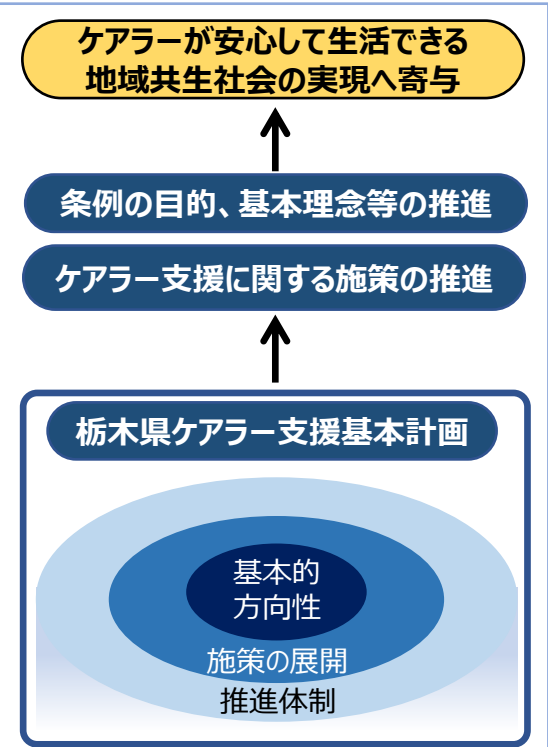 ケアラーが安心して生活できる
地域共生社会の実現へ寄与
条例の目的、基本理念等の推進
ケアラー支援に関する施策の推進
栃木県ケアラー支援基本計画
基本的
方向性
施策の展開
推進体制